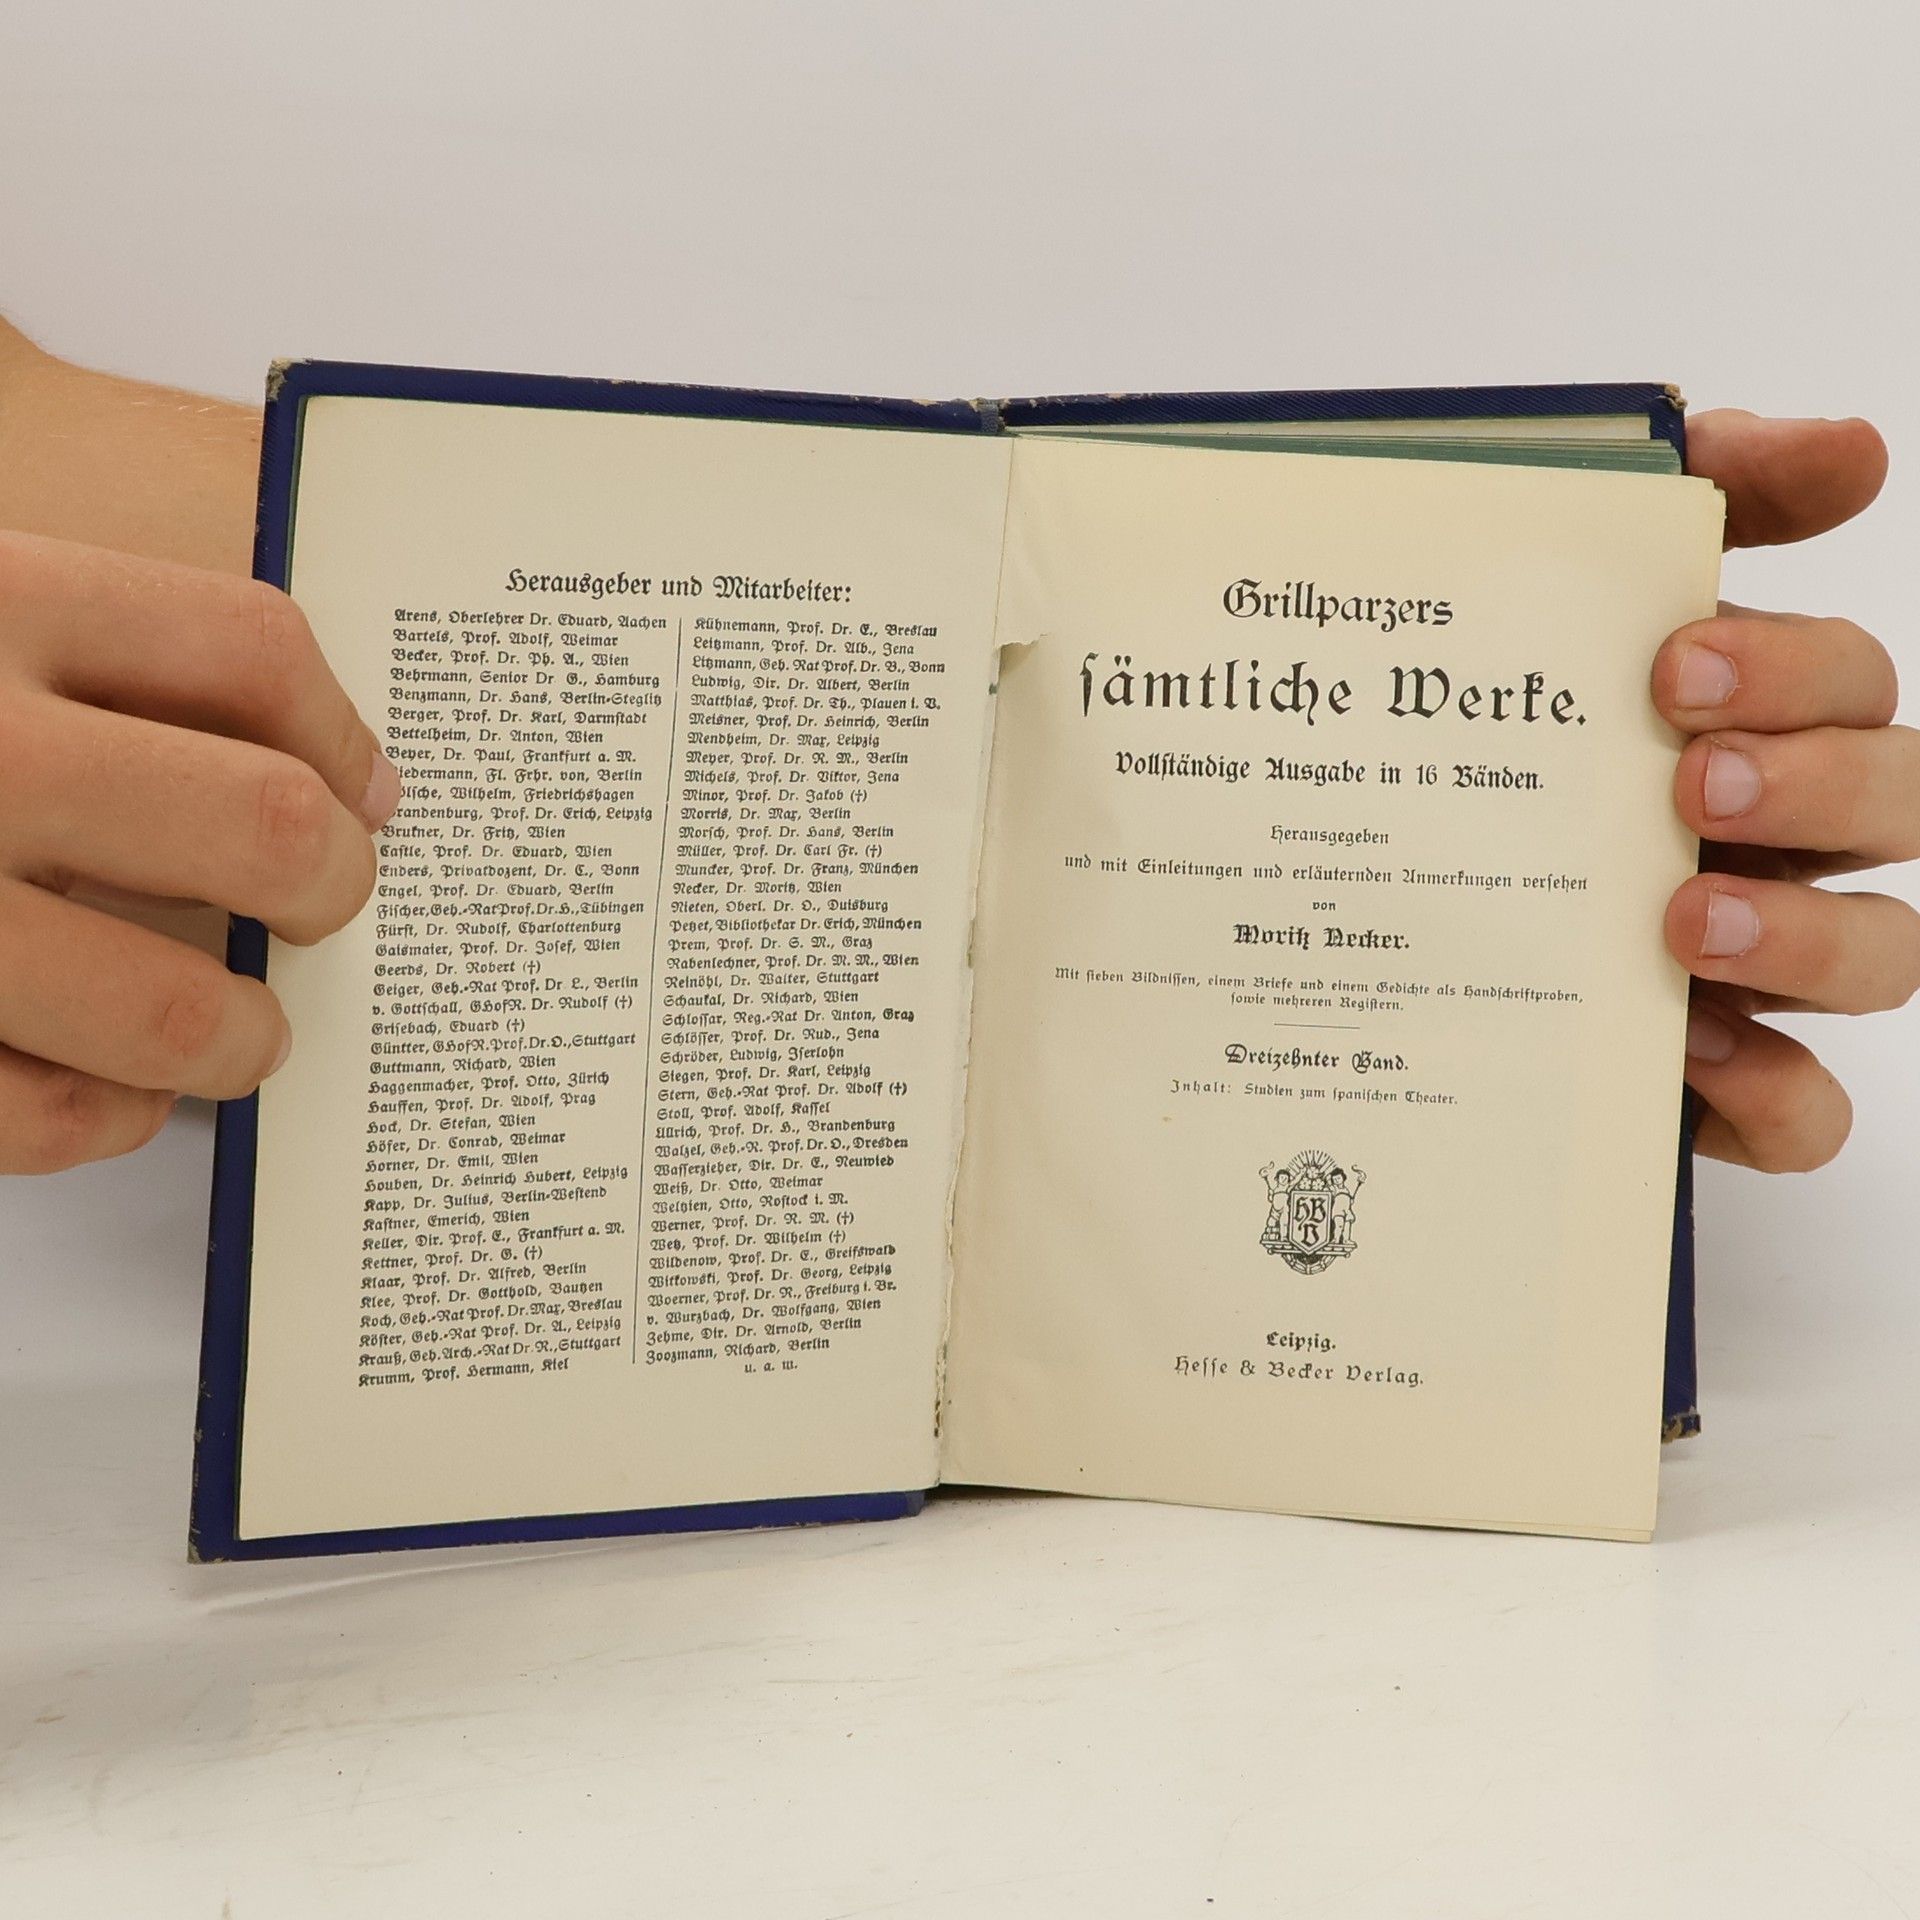 Herausgeber und Mitarbeiter:
Arens, Oberlehrer Dr. Eduard, Aachen
Bartels, Prof. Adolf, Weimar
Becker, Prof. Dr. Ph. A., Wien
Behrmann, Senior Dr. G., Hamburg
Benzmann, Dr. Hans, Berlin-Steglitz
Berger, Prof. Dr. Karl, Darmstadt
Bettelheim, Dr. Anton, Wien
Beyer, Dr. Paul, Frankfurt a. M.
iedermann, Fl. Frhr. von, Berlin
ölsche, Wilhelm, Friedrichshagen
randenburg, Prof. Dr. Erich, Leipzig
Brukner, Dr. Fritz, Wien
Castle, Prof. Dr. Eduard, Wien
Enders, Privatdozent, Dr. C., Bonn
Engel, Prof. Dr. Eduard, Berlin
Fischer, Geh.-Rat Prof. Dr. H., Tübingen
Fürst, Dr. Rudolf, Charlottenburg
Gaismaier, Prof. Dr. Josef, Wien
Geerds, Dr. Robert (†)
Geiger, Geh.-Rat Prof. Dr. L., Berlin
v. Gottschall, GHofR. Dr. Rudolf (†)
Grisebach, Eduard (†)
Güntter, GHofR. Prof. Dr. O., Stuttgart
Guttmann, Richard, Wien
Haggenmacher, Prof. Otto, Zürich
Hauffen, Prof. Dr. Adolf, Prag
Hock, Dr. Stefan, Wien
Höfer, Dr. Conrad, Weimar
Horner, Dr. Emil, Wien
Houben, Dr. Heinrich Hubert, Leipzig
Kapp, Dr. Julius, Berlin-Westend
Kastner, Emerich, Wien
Keller, Dir. Prof. E., Frankfurt a. M.
Kettner, Prof. Dr. G. (†)
Klaar, Prof. Dr. Alfred, Berlin
Klee, Prof. Dr. Gotthold, Bautzen
Koch, Geh.-Rat Prof. Dr. Max, Breslau
Köster, Geh.-Rat Prof. Dr. A., Leipzig
Krauß, Geh. Arch.-Rat Dr. R., Stuttgart
Krumm, Prof. Hermann, Kiel
Kühnemann, Prof. Dr. E., Breslau
Leitzmann, Prof. Dr. Alb., Jena
Litzmann, Geh. Rat Prof. Dr. B., Bonn
Ludwig, Dir. Dr. Albert, Berlin
Matthias, Prof. Dr. Th., Plauen i. V.
Meisner, Prof. Dr. Heinrich, Berlin
Mendheim, Dr. Max, Leipzig
Meyer, Prof. Dr. R. M., Berlin
Michels, Prof. Dr. Viktor, Jena
Minor, Prof. Dr. Jakob (†)
Morris, Dr. Max, Berlin
Morsch, Prof. Dr. Hans, Berlin
Müller, Prof. Dr. Carl Fr. (†)
Muncker, Prof. Dr. Franz, München
Necker, Dr. Moritz, Wien
Nieten, Oberl. Dr. O., Duisburg
Petzet, Bibliothekar Dr. Erich, München
Prem, Prof. Dr. S. M., Graz
Rabenlechner, Prof. Dr. M. M., Wien
Reinöhl, Dr. Walter, Stuttgart
Schaukal, Dr. Richard, Wien
Schlossar, Reg.-Rat Dr. Anton, Graz
Schlösser, Prof. Dr. Rud., Jena
Schröder, Ludwig, Iserlohn
Siegen, Prof. Dr. Karl, Leipzig
Stern, Geh.-Rat Prof. Dr. Adolf (†)
Stoll, Prof. Adolf, Kassel
Ullrich, Prof. Dr. H., Brandenburg
Walzel, Geh.-R. Prof. Dr. O., Dresden
Wasserzieher, Dir. Dr. E., Neuwied
Weiß, Dr. Otto, Weimar
Weltzien, Otto, Rostock i. M.
Werner, Prof. Dr. R. M. (†)
Wetz, Prof. Dr. Wilhelm (†)
Wildenow, Prof. Dr. E., Greifswald
Witkowski, Prof. Dr. Georg, Leipzig
Woerner, Prof. Dr. R., Freiburg i. Br.
v. Wurzbach, Dr. Wolfgang, Wien
Zehme, Dir. Dr. Arnold, Berlin
Zoozmann, Richard, Berlin
u. a. m.
Grillparzers
sämtliche Werke.
Vollständige Ausgabe in 16 Bänden.
Herausgegeben
und mit Einleitungen und erläuternden Anmerkungen versehen
von
Moritz Necker.
Mit sieben Bildnissen, einem Briefe und einem Gedichte als Handschriftproben,
sowie mehreren Registern.
Dreizehnter Band.
Inhalt: Studien zum spanischen Theater.
HB
V
Leipzig.
Hesse & Becker Verlag.